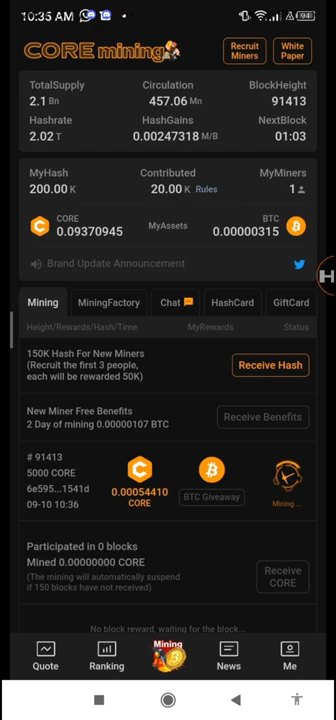 10:35 AM
CORE mining
Recruit Miners
White Paper
TotalSupply Circulation BlockHeight
2.1 Bn 457.06 Mn 91413
Hashrate HashGains NextBlock
2.02 T 0.00247318 M/B 01:03
MyHash Contributed MyMiners
200.00 K 20.00 K Rules 1
CORE MyAssets BTC
0.09370945 0.00000315
Brand Update Announcement
Mining MiningFactory Chat HashCard GiftCard
Height/Rewards/Hash/Time MyRewards Status
150K Hash For New Miners
(Recruit the first 3 people,
each will be rewarded 50K)
Receive Hash
New Miner Free Benefits
2 Day of mining 0.00000107 BTC
Receive Benefits
# 91413
5000 CORE
6e595...1541d
09-10 10:36
0.00054410
CORE
BTC Giveaway
Mining ...
Participated in 0 blocks
Mined 0.00000000 CORE
(The mining will automatically suspend
if 150 blocks have not received)
Receive
CORE
No block reward, waiting for the block...
Quote Ranking Mining News Me